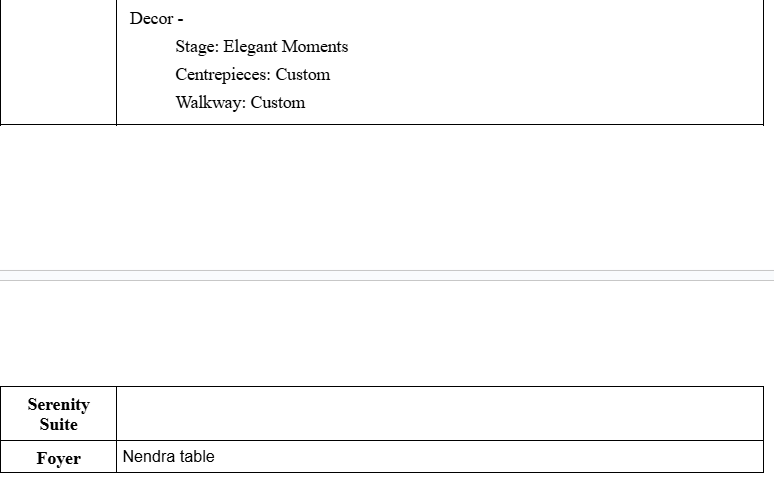 Decor -
Stage: Elegant Moments
Centrepieces: Custom
Walkway: Custom
Serenity
Suite
Foyer
Nendra table